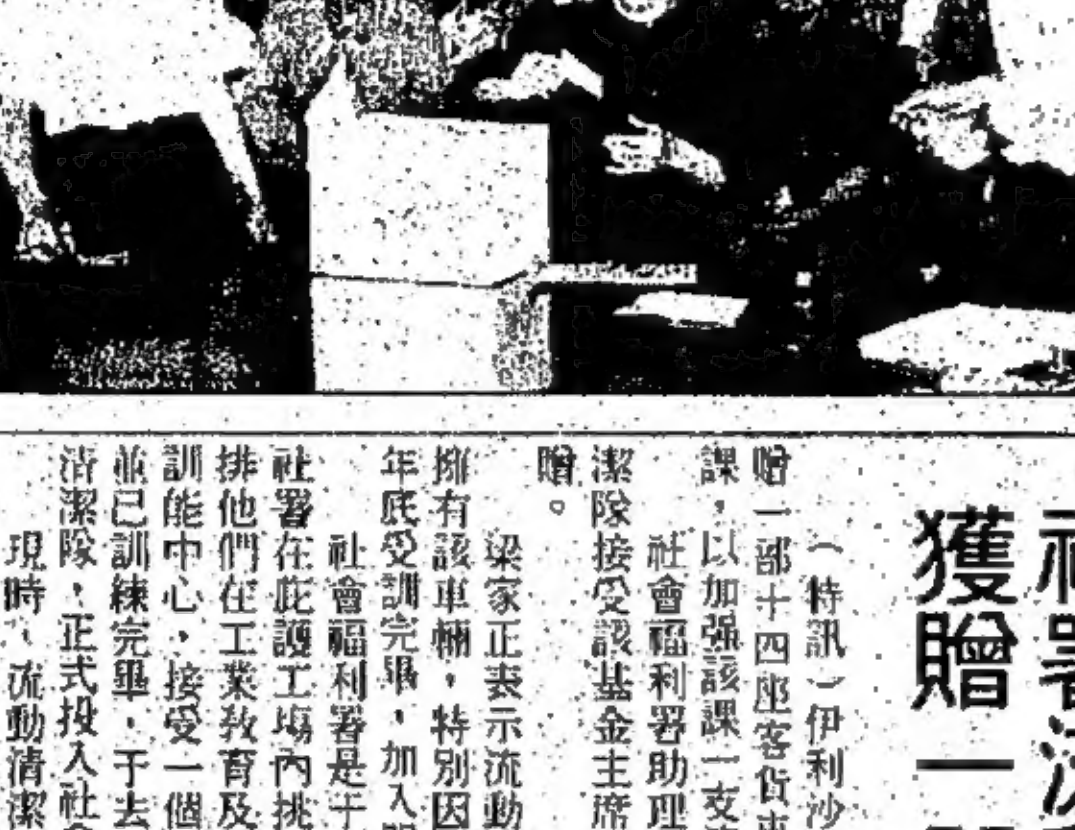 社署流
獲贈一
（特訊）伊利沙
贈一部十四座客貨車
課，以加强該課一支
社會福利署助理
潔隊接受該基金主席
贈。
梁家正表示流動
擁有該車輛，特別因
年底受訓完畢，加入
社會福利署是于
社署在庇護工場內挑
排他們在工業教育及
訓能中心，接受一個
並已訓練完畢，于去
清潔隊，正式投入社
現時，流動清潔